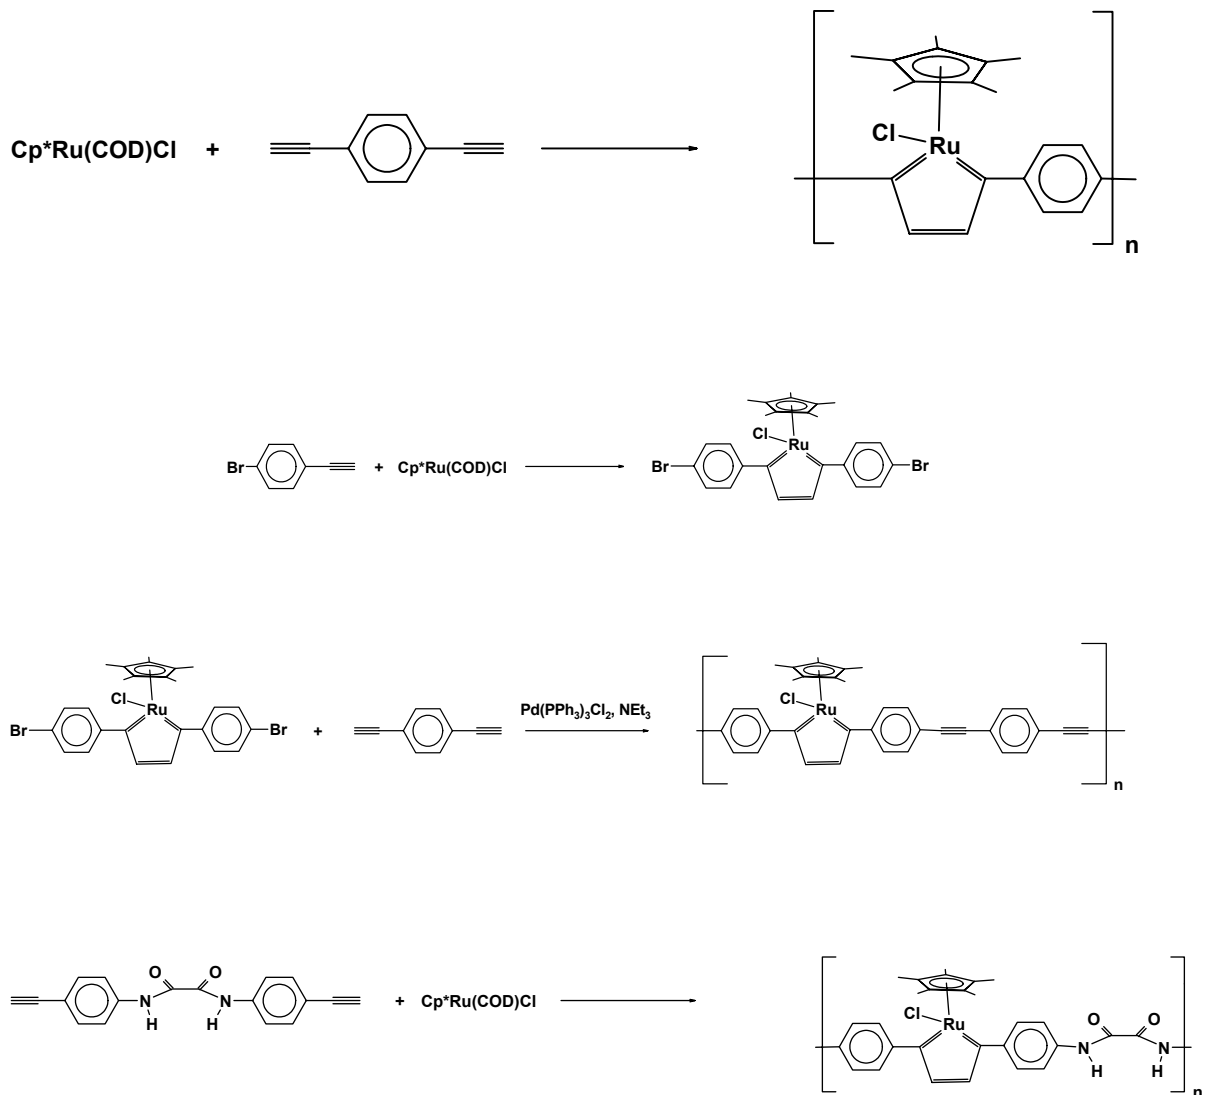 Cp*Ru(COD)Cl + Cl Ru n
Br + Cp*Ru(COD)Cl Br Cl Ru Br
Br Cl Ru Br + Pd(PPh3)3Cl2, NEt3 Cl Ru n
O O N H N H + Cp*Ru(COD)Cl Cl Ru O O N H N H n